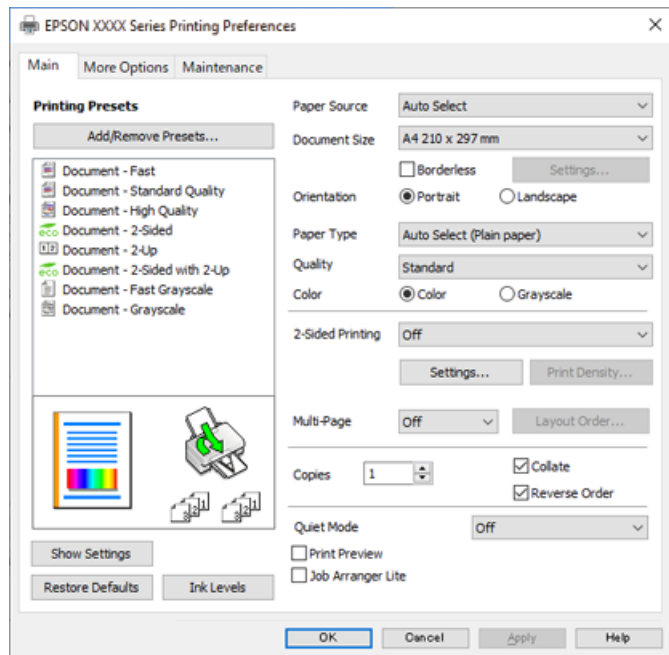 EPSON XXXX Series Printing Preferences
Main More Options Maintenance
Printing Presets
Add/Remove Presets...
Document - Fast
Document - Standard Quality
Document - High Quality
Document - 2-Sided
Document - 2-Up
Document - 2-Sided with 2-Up
Document - Fast Grayscale
Document - Grayscale
Show Settings
Restore Defaults Ink Levels
Paper Source Auto Select
Document Size A4 210 x 297 mm
Borderless Settings...
Orientation Portrait Landscape
Paper Type Auto Select (Plain paper)
Quality Standard
Color Color Grayscale
2-Sided Printing Off
Settings... Print Density...
Multi-Page Off Layout Order...
Copies 1 Collate
Reverse Order
Quiet Mode Off
Print Preview
Job Arranger Lite
OK Cancel Apply Help